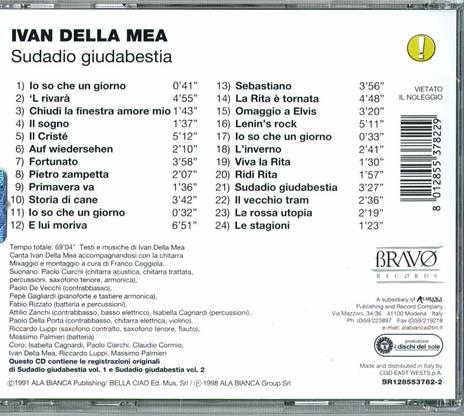 IVAN DELLA MEA
Sudadio giudabestia
!
VIETATO
IL NOLEGGIO
1) Io so che un giorno 0'41"
2) 'L rivarà 4'55"
3) Chiudi la finestra amore mio 1'43"
4) Il sogno 1'37"
5) Il Cristé 5'12"
6) Auf wiedersehen 2'10"
7) Fortunato 3'58"
8) Pietro zampetta 2'07"
9) Primavera va 1'36"
10) Storia di cane 3'42"
11) Io so che un giorno 0'32"
12) E lui moriva 6'51"
13) Sebastiano 3'56"
14) La Rita è tornata 4'48"
15) Omaggio a Elvis 3'20"
16) Lenin's rock 5'11"
17) Io so che un giorno 0'33"
18) L'inverno 2'41"
19) Viva la Rita 1'30"
20) Ridi Rita 1'57"
21) Sudadio giudabestia 3'27"
22) Il vecchio tram 2'36"
23) La rossa utopia 2'19"
24) Le stagioni 1'23"
8 012855 378229
Tempo totale: 69'04" Testi e musiche di Ivan Della Mea
Canta Ivan Della Mea accompagnandosi con la chitarra
Mixaggio e montaggio a cura di Franco Coggiola.
Suonano: Paolo Ciarchi (chitarra acustica, chitarra trattata,
percussioni, saxofono tenore, armonica),
Paolo De Vecchi (contrabbasso),
Pepé Gagliardi (pianoforte e tastiere armonica),
Fabio Rizzato (batteria e percussioni),
Attilio Zanchi (contrabbasso, basso elettrico), Isabella Cagnardi (percussioni),
Paolo Della Porta (contrabbasso, chitarra elettrica, violino),
Riccardo Luppi (saxofono contralto, saxofono tenore, flauto),
Massimo Palmieri (batteria)
Coro: Isabella Cagnardi, Paolo Ciarchi, Claudio Cormio,
Ivan Della Mea, Riccardo Luppi, Massimo Palmieri
Questo CD contiene le registrazioni originali
di Sudadio giudabestia vol. 1 e Sudadio giudabestia vol. 2
Ⓟ1991 ALA BIANCA Publishing/ BELLA CIAO Ed. Mus. Srl / Ⓟ 1998 ALA BIANCA Group Srl
BRAVO
RECORDS
A subsidiary of ALABIANCA
Publishing and Record Company
Via Mazzoni, 34/36 41100 Modena Italy
Ph. (0)59/223897 Fax (0)59/219218
e-mail: alabianca@tin.it
produzione
i dischi del sole
Made and distributed in Italy by
CGD EAST WESTS.p.A.
BR128553782-2